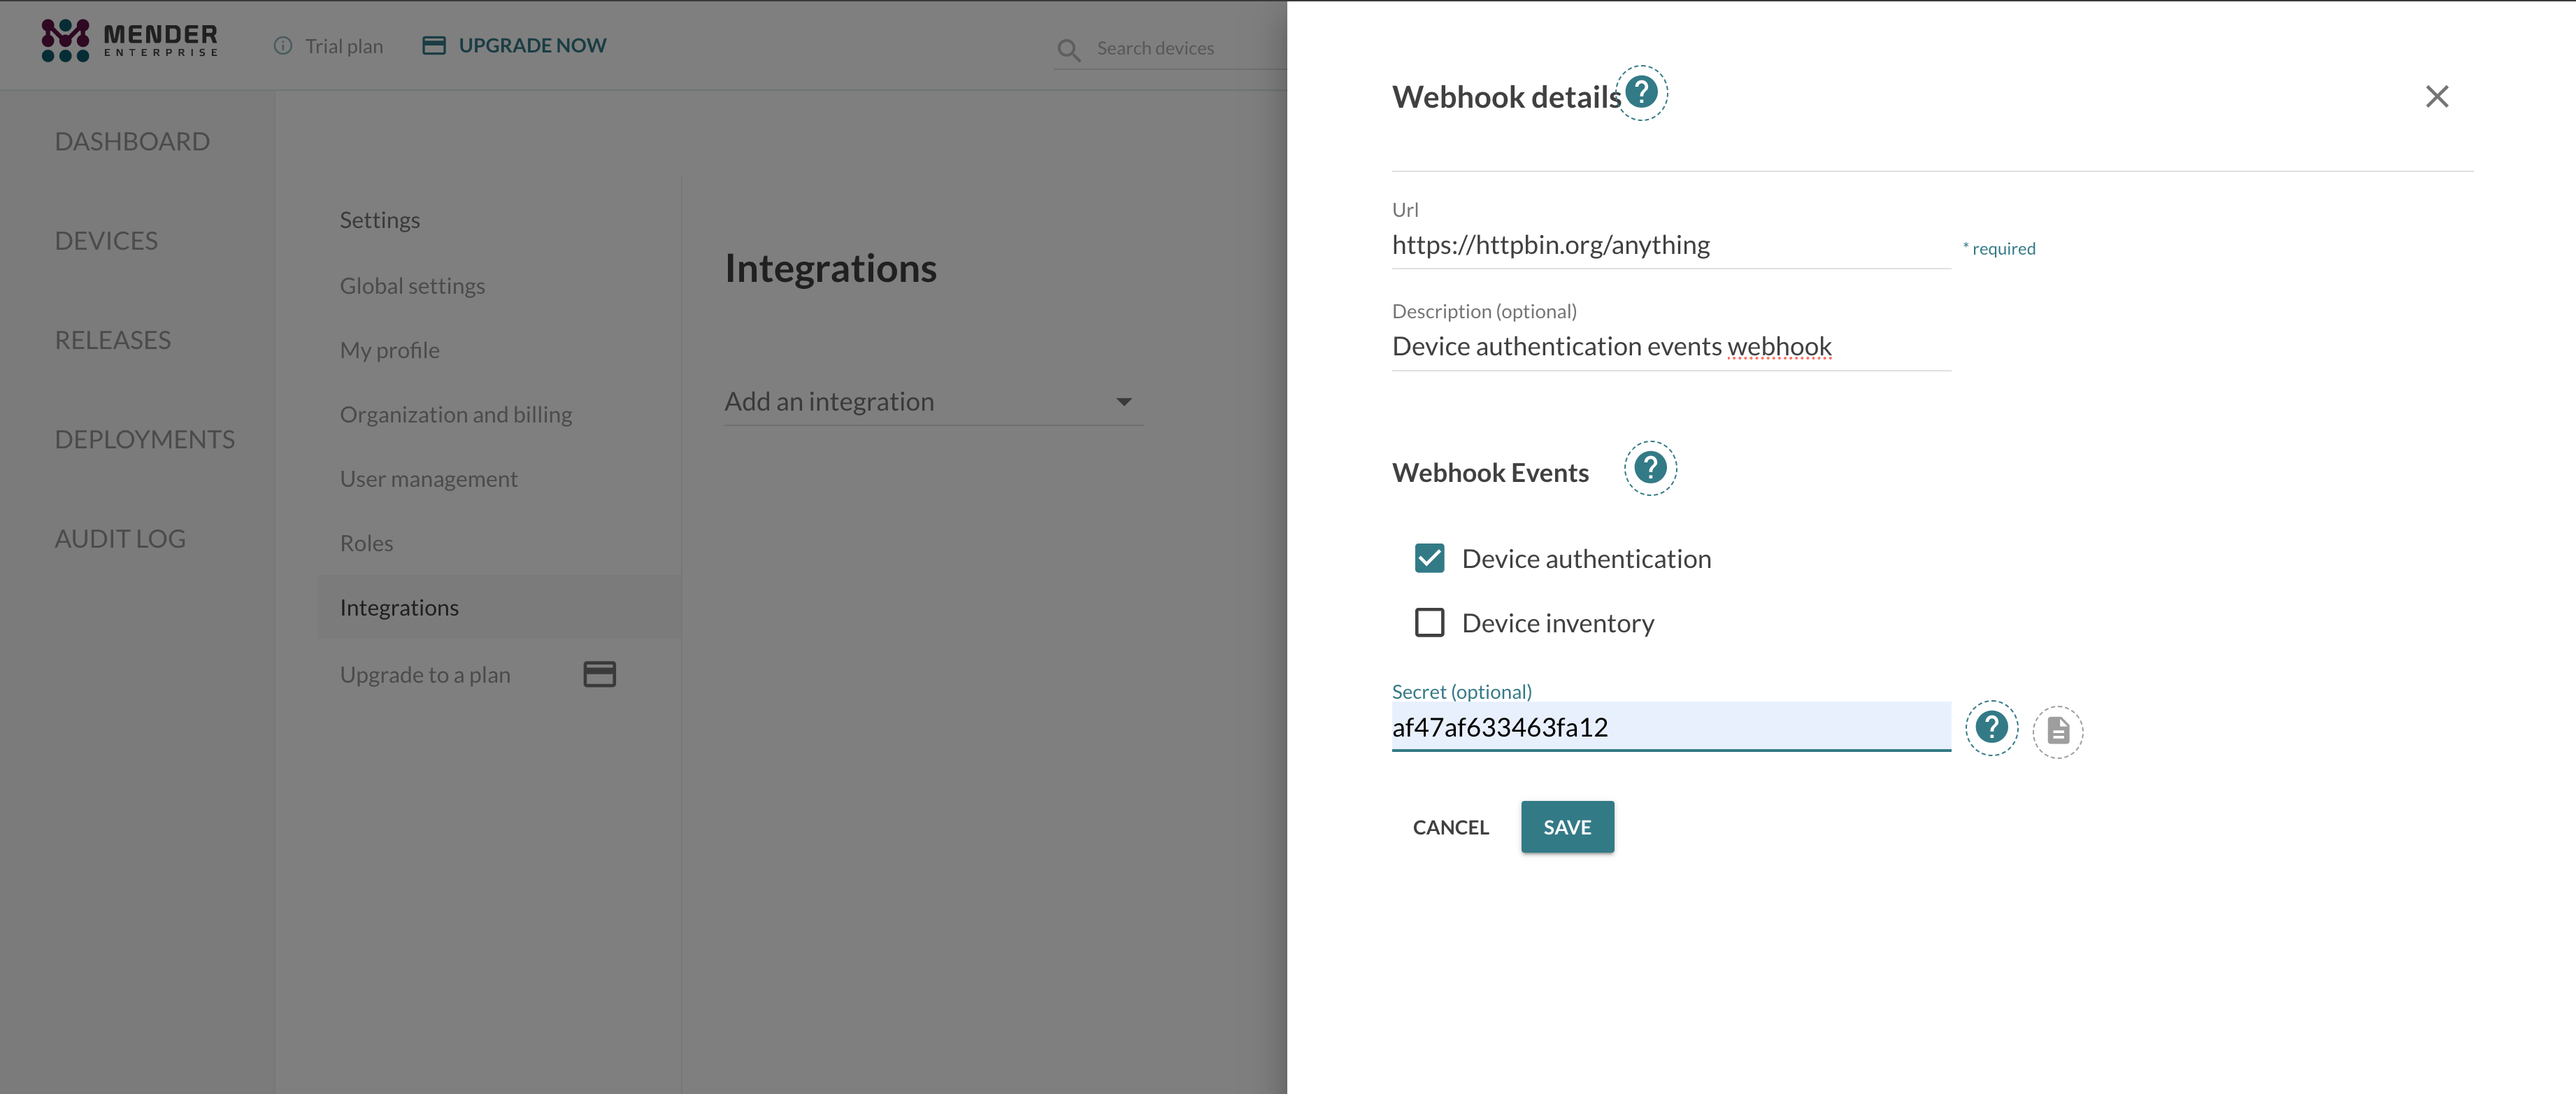 MENDER
ENTERPRISE
Trial plan
UPGRADE NOW
Search devices
DASHBOARD
DEVICES
RELEASES
DEPLOYMENTS
AUDIT LOG
Settings
Global settings
My profile
Organization and billing
User management
Roles
Integrations
Upgrade to a plan
Integrations
Add an integration
Webhook details
Url
https://httpbin.org/anything
* required
Description (optional)
Device authentication events webhook
Webhook Events
Device authentication
Device inventory
Secret (optional)
af47af633463fa12
CANCEL
SAVE